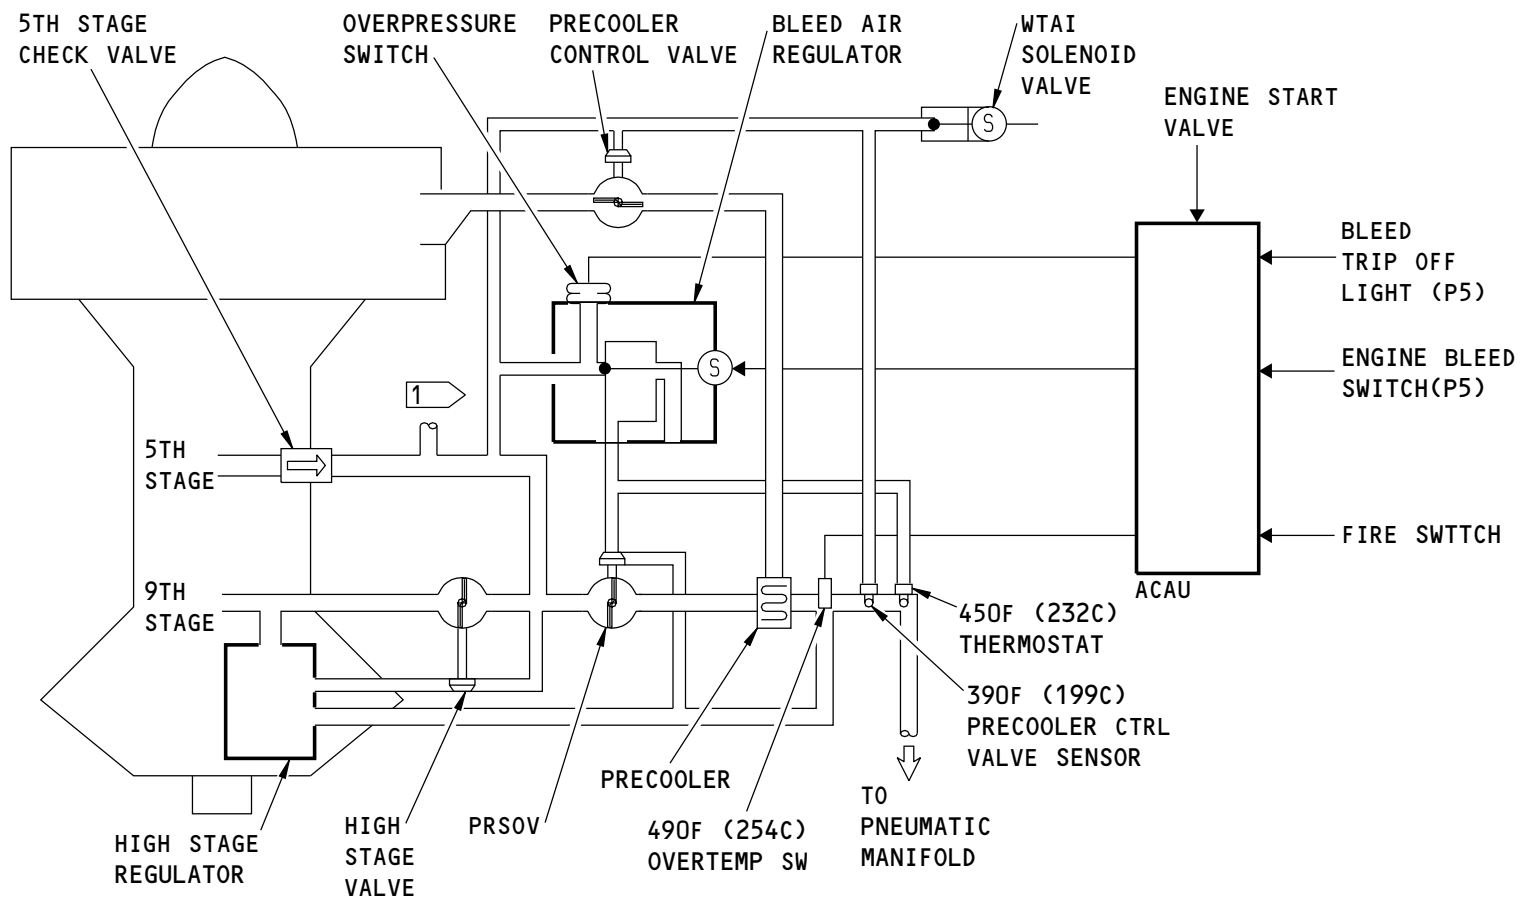 5TH STAGE
CHECK VALVE
OVERPRESSURE
SWITCH
PRECOOLER
CONTROL VALVE
BLEED AIR
REGULATOR
WTAI
SOLENOID
VALVE
S
ENGINE START
VALVE
BLEED
TRIP OFF
LIGHT (P5)
S
ENGINE BLEED
SWITCH(P5)
1
5TH
STAGE
FIRE SWTTCH
ACAU
9TH
STAGE
450F (232C)
THERMOSTAT
390F (199C)
PRECOOLER CTRL
VALVE SENSOR
PRECOOLER
TO
PNEUMATIC
MANIFOLD
490F (254C)
OVERTEMP SW
PRSOV
HIGH
STAGE
VALVE
HIGH STAGE
REGULATOR